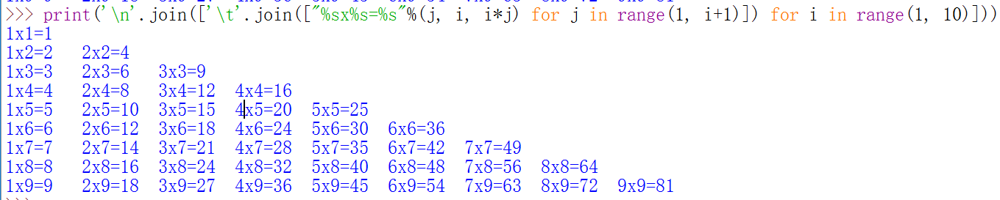 >>> print('\n'.join(['\t'.join(["%sx%s=%s"%(j, i, i*j) for j in range(1, i+1)]) for i in range(1, 10)]))
1x1=1
1x2=2 2x2=4
1x3=3 2x3=6 3x3=9
1x4=4 2x4=8 3x4=12 4x4=16
1x5=5 2x5=10 3x5=15 4x5=20 5x5=25
1x6=6 2x6=12 3x6=18 4x6=24 5x6=30 6x6=36
1x7=7 2x7=14 3x7=21 4x7=28 5x7=35 6x7=42 7x7=49
1x8=8 2x8=16 3x8=24 4x8=32 5x8=40 6x8=48 7x8=56 8x8=64
1x9=9 2x9=18 3x9=27 4x9=36 5x9=45 6x9=54 7x9=63 8x9=72 9x9=81